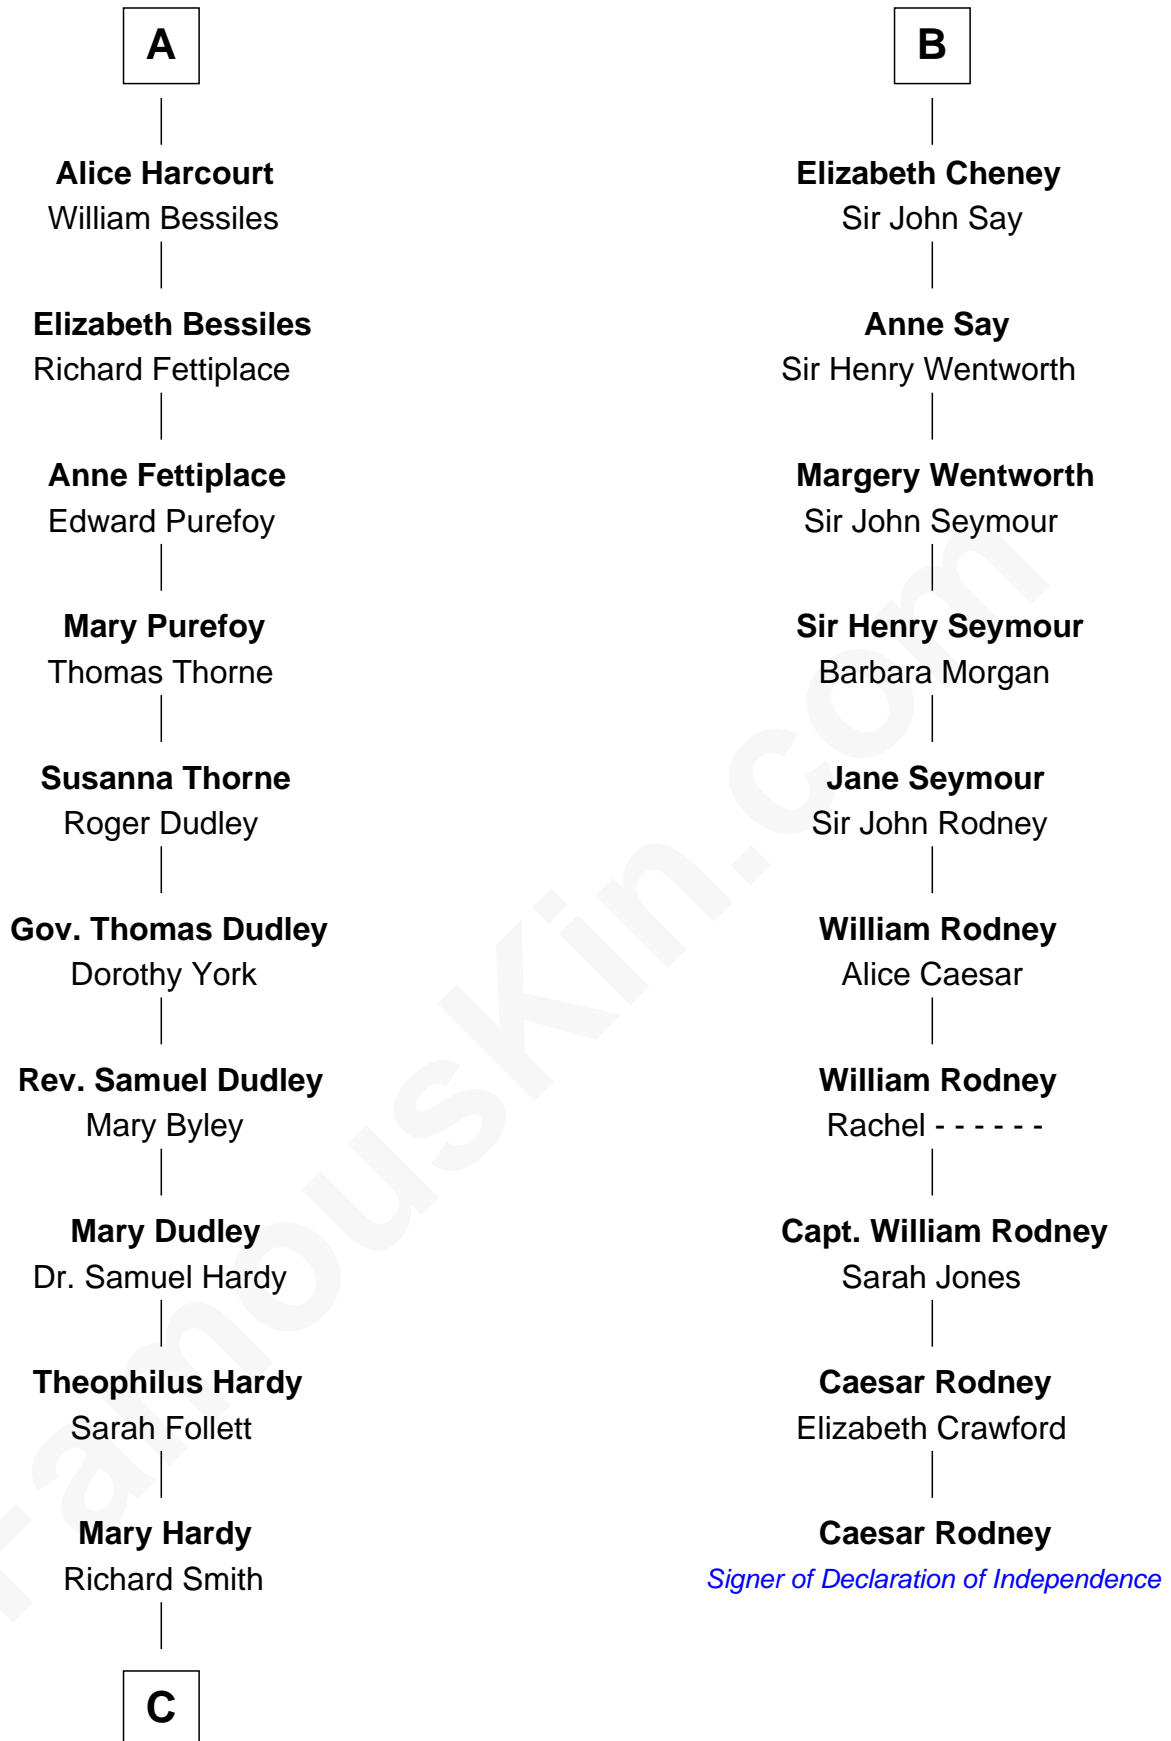 A
Alice Harcourt
William Bessiles
Elizabeth Bessiles
Richard Fettiplace
Anne Fettiplace
Edward Purefoy
Mary Purefoy
Thomas Thorne
Susanna Thorne
Roger Dudley
Gov. Thomas Dudley
Dorothy York
Rev. Samuel Dudley
Mary Byley
Mary Dudley
Dr. Samuel Hardy
Theophilus Hardy
Sarah Follett
Mary Hardy
Richard Smith
C
B
Elizabeth Cheney
Sir John Say
Anne Say
Sir Henry Wentworth
Margery Wentworth
Sir John Seymour
Sir Henry Seymour
Barbara Morgan
Jane Seymour
Sir John Rodney
William Rodney
Alice Caesar
William Rodney
Rachel - - - - - -
Capt. William Rodney
Sarah Jones
Caesar Rodney
Elizabeth Crawford
Caesar Rodney
Signer of Declaration of Independence
FamousKin.com